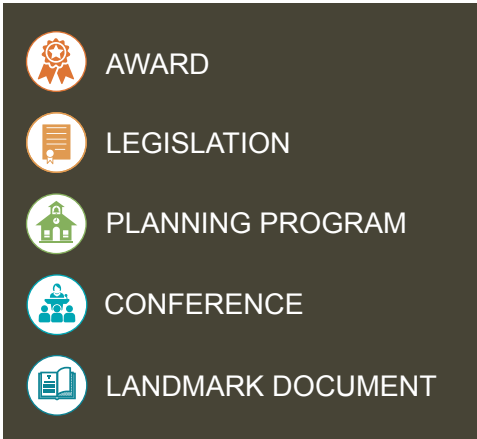 AWARD
LEGISLATION
PLANNING PROGRAM
CONFERENCE
LANDMARK DOCUMENT